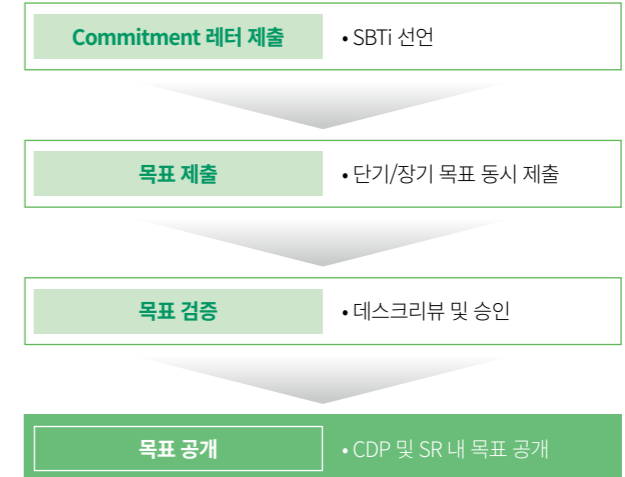 Commitment 레터 제출 • SBTi 선언
목표 제출 • 단기/장기 목표 동시 제출
목표 검증 • 데스크리뷰 및 승인
목표 공개 • CDP 및 SR 내 목표 공개